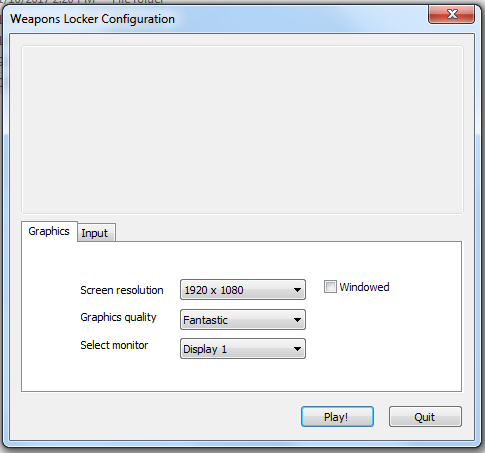 Weapons Locker Configuration
Graphics
Input
Screen resolution
1920 x 1080
Windowed
Graphics quality
Fantastic
Select monitor
Display 1
Play!
Quit